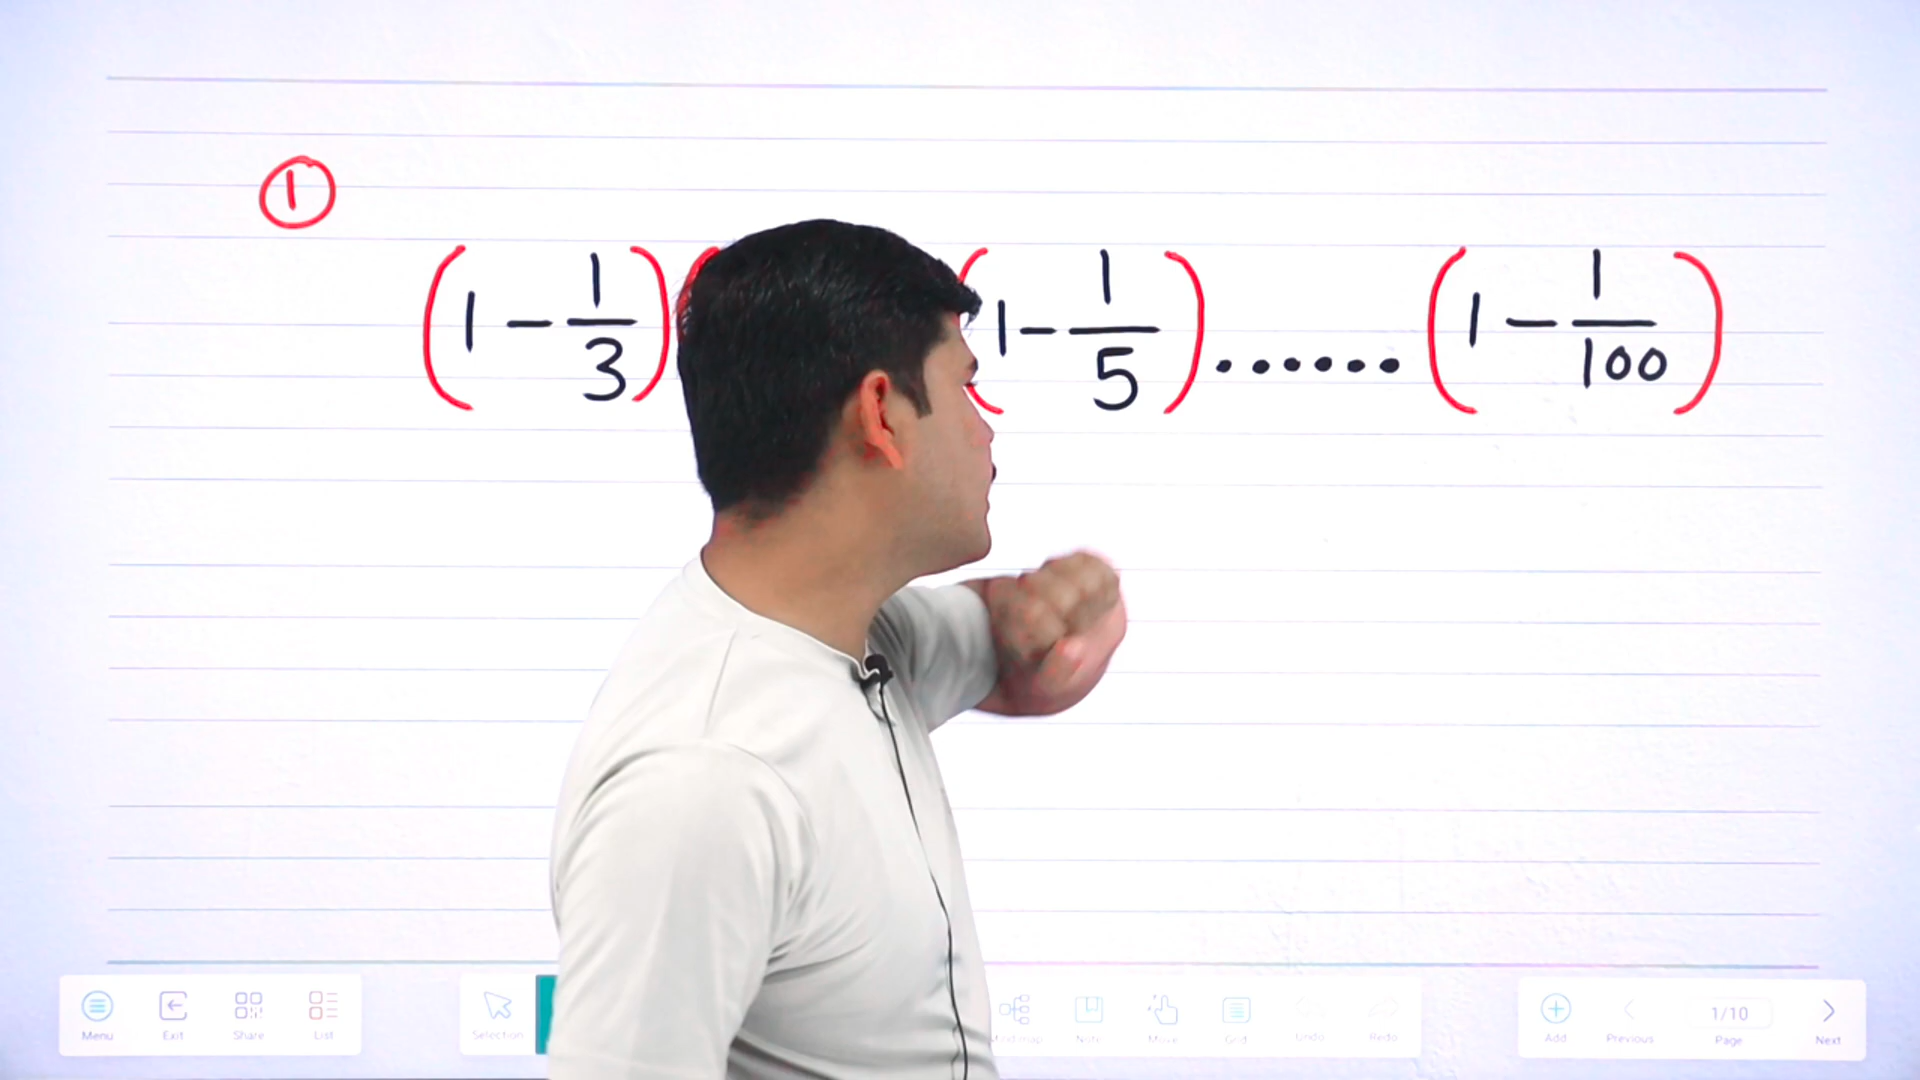 ①
(1 - 1/3) ( (1 - 1/5) ...... (1 - 1/100)
Menu Exit Share List Selection Note Move Grid Undo Redo Add Previous 1/10 Page Next